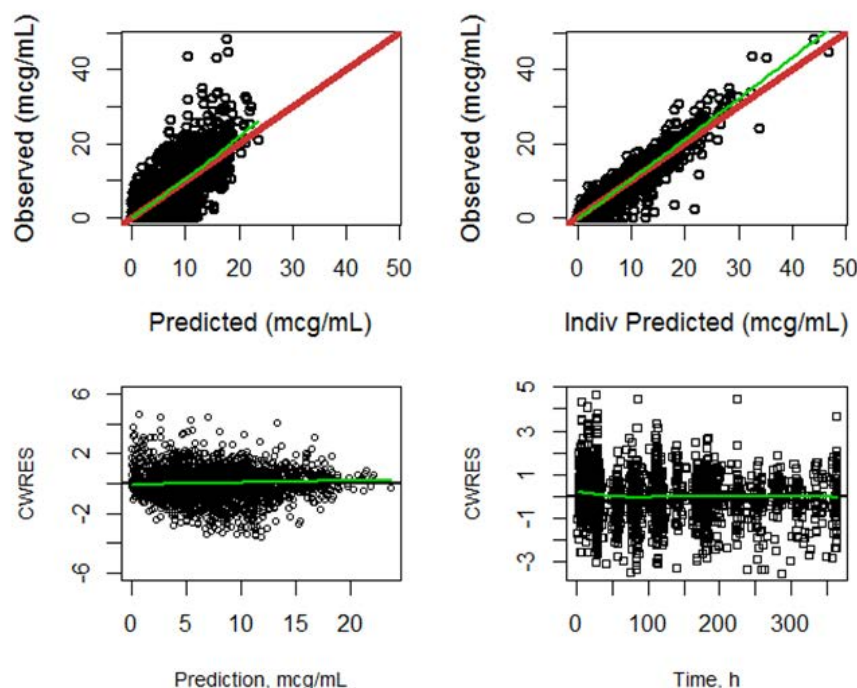 Observed (mcg/mL)
0 20 40
0 10 20 30 40 50
Predicted (mcg/mL)
Observed (mcg/mL)
0 20 40
0 10 20 30 40 50
Indiv Predicted (mcg/mL)
CWRES
-6 -2 2 6
0 5 10 15 20
Prediction, mcg/mL
CWRES
-3 -1 1 3 5
0 100 300
Time, h